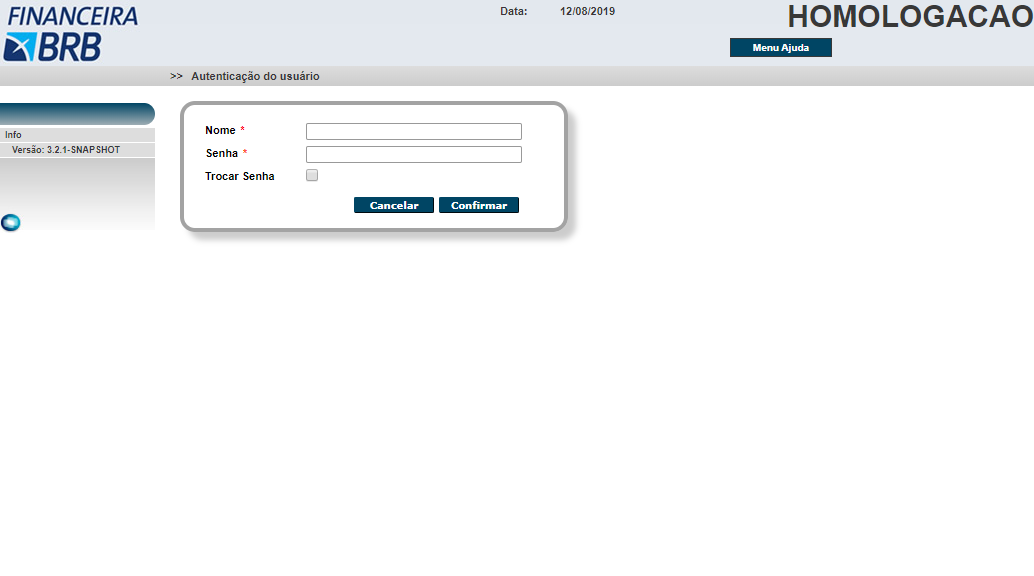 FINANCEIRA
BRB
Data: 12/08/2019
HOMOLOGACAO
Menu Ajuda
>> Autenticação do usuário
Info
Versão: 3.2.1-SNAPSHOT
Nome *
Senha *
Trocar Senha
Cancelar Confirmar